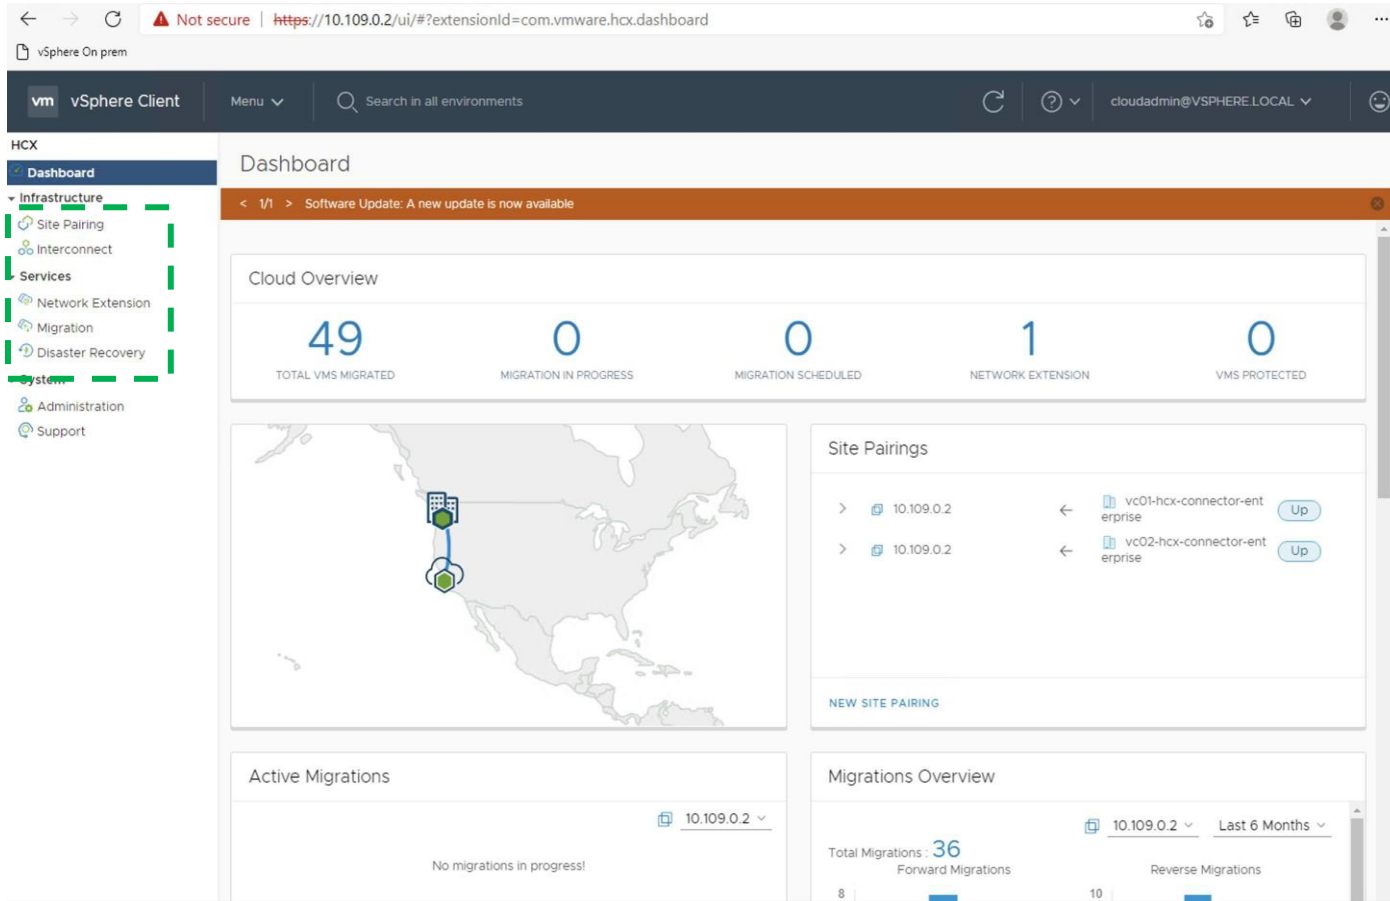 Not secure | https://10.109.0.2/ui/#?extensionId=com.vmware.hcx.dashboard
vSphere On prem
vm vSphere Client Menu Search in all environments cloudadmin@VSPHERE.LOCAL
HCX
Dashboard
Infrastructure
Site Pairing
Interconnect
Services
Network Extension
Migration
Disaster Recovery
System
Administration
Support
Dashboard
< 1/1 > Software Update: A new update is now available
Cloud Overview
49 0 0 1 0
TOTAL VMS MIGRATED MIGRATION IN PROGRESS MIGRATION SCHEDULED NETWORK EXTENSION VMS PROTECTED
Site Pairings
10.109.0.2 vc01-hcx-connector-ent
erprise Up
10.109.0.2 vc02-hcx-connector-ent
erprise Up
NEW SITE PAIRING
Active Migrations
10.109.0.2
No migrations in progress!
Migrations Overview
10.109.0.2 Last 6 Months
Total Migrations : 36
Forward Migrations Reverse Migrations
8 10